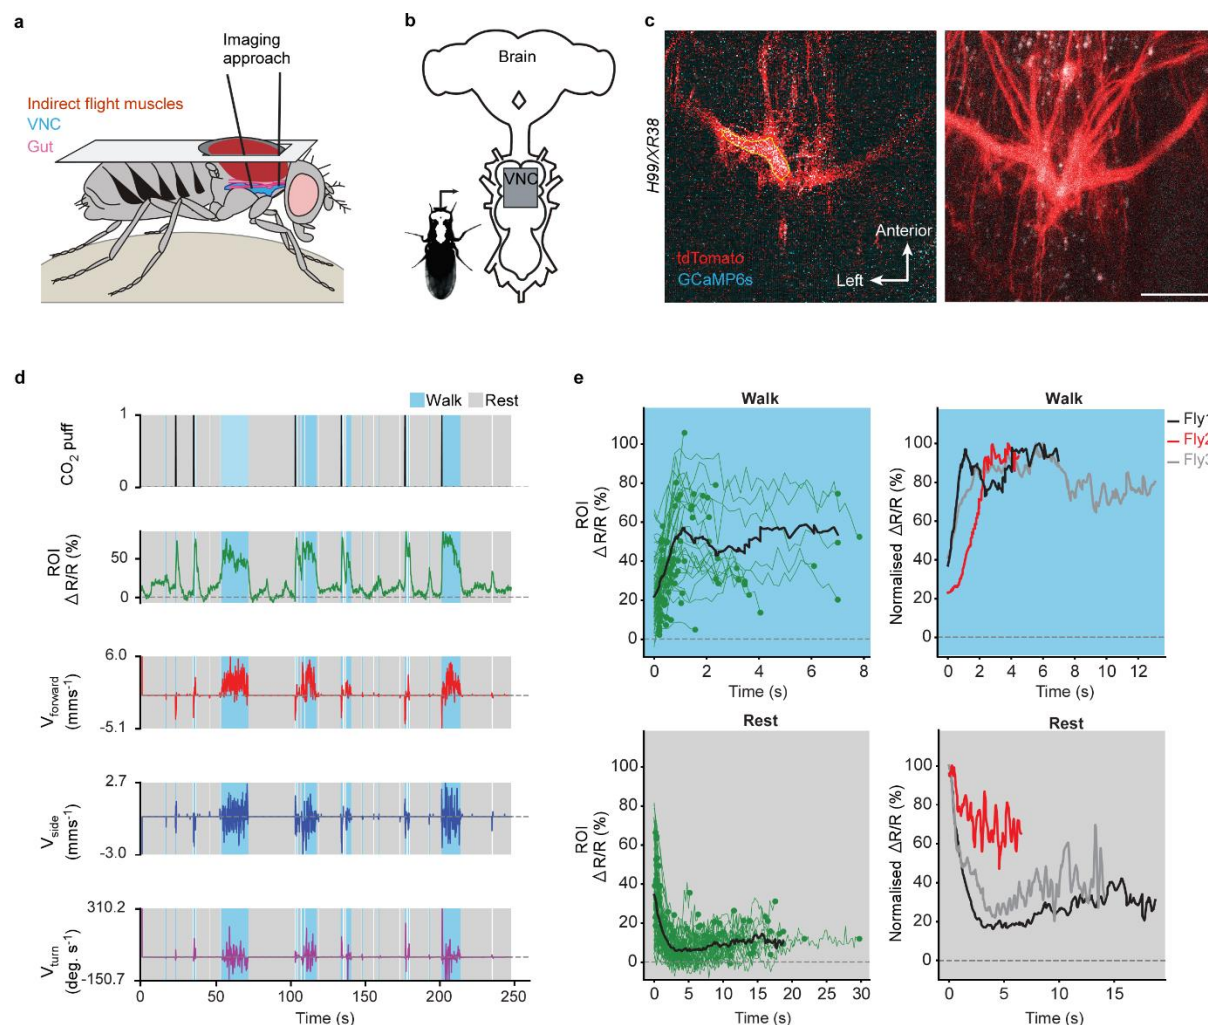 a
Imaging
approach
Indirect flight muscles
VNC
Gut
b
Brain
VNC
c
H99/XR38
tdTomato
GCaMP6s
Anterior
Left
d
Walk Rest
CO2 puff
1
0
ROI
ΔR/R (%)
50
0
Vforward
(mms-1)
6.0
-5.1
Vside
(mms-1)
2.7
-3.0
Vturn
(deg. s-1)
310.2
-150.7
0 50 100 150 200 250
Time (s)
e
Walk
ROI
ΔR/R (%)
100
80
60
40
20
0
0 2 4 6 8
Time (s)
Walk
Normalised ΔR/R (%)
100
80
60
40
20
0
0 2 4 6 8 10 12
Time (s)
Fly1
Fly2
Fly3
Rest
ROI
ΔR/R (%)
100
80
60
40
20
0
0 5 10 15 20 25 30
Time (s)
Rest
Normalised ΔR/R (%)
100
80
60
40
20
0
0 5 10 15
Time (s)